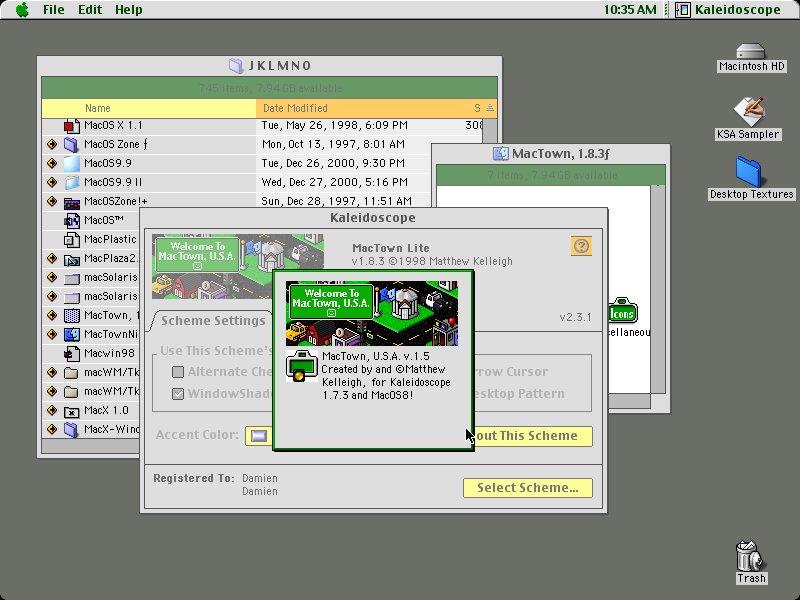 File Edit Help
10:35 AM
Kaleidoscope
Macintosh HD
KSA Sampler
Desktop Textures
Trash
JKLMNO
745 items, 7.94 GB available
Name Date Modified S
MacOS X 1.1 Tue, May 26, 1998, 6:09 PM 308
MacOS Zone ƒ Mon, Oct 13, 1997, 8:01 AM
MacOS9.9 Tue, Dec 26, 2000, 9:30 PM
MacOS9.9 II Wed, Dec 27, 2000, 5:16 PM
MacOSZone!+ Sun, Dec 28, 1997, 11:51 AM
MacOS™
MacPlastic
MacPlaza2.
macSolaris
macSolaris
MacTown, 1
MacTownNi
Macwin98
macWM/Tk
macWM/Tk
MacX 1.0
MacX-Wind
MacTown, 1.8.3ƒ
7 items, 7.94 GB available
Icons
cellaneou
Kaleidoscope
Welcome To
MacTown, U.S.A.
MacTown Lite
v1.8.3 ©1998 Matthew Kelleigh
?
v2.3.1
Scheme Settings
Use This Scheme's
Alternate Che
WindowShad
rrow Cursor
esktop Pattern
Accent Color:
out This Scheme
Registered To: Damien
Damien
Select Scheme...
Welcome To
MacTown, U.S.A.
MacTown, U.S.A. v.1.5
Created by and ©Matthew
Kelleigh, for Kaleidoscope
1.7.3 and MacOS8!